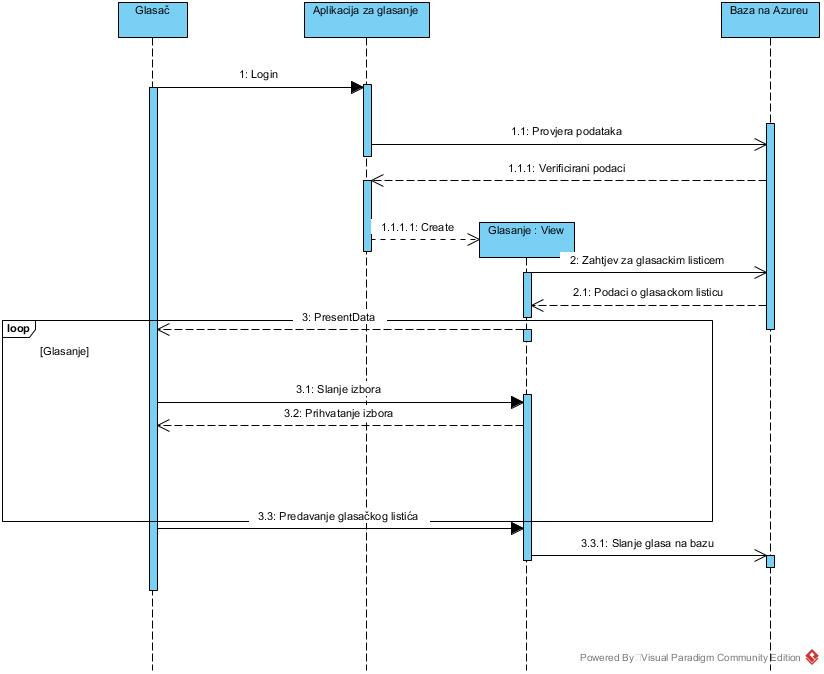 Glasač
Aplikacija za glasanje
Baza na Azureu
1: Login
1.1: Provjera podataka
1.1.1: Verificirani podaci
1.1.1.1: Create
Glasanje : View
2: Zahtjev za glasackim listicem
2.1: Podaci o glasackom listicu
3: PresentData
loop
[Glasanje]
3.1: Slanje izbora
3.2: Prihvatanje izbora
3.3: Predavanje glasačkog listića
3.3.1: Slanje glasa na bazu
Powered By Visual Paradigm Community Edition